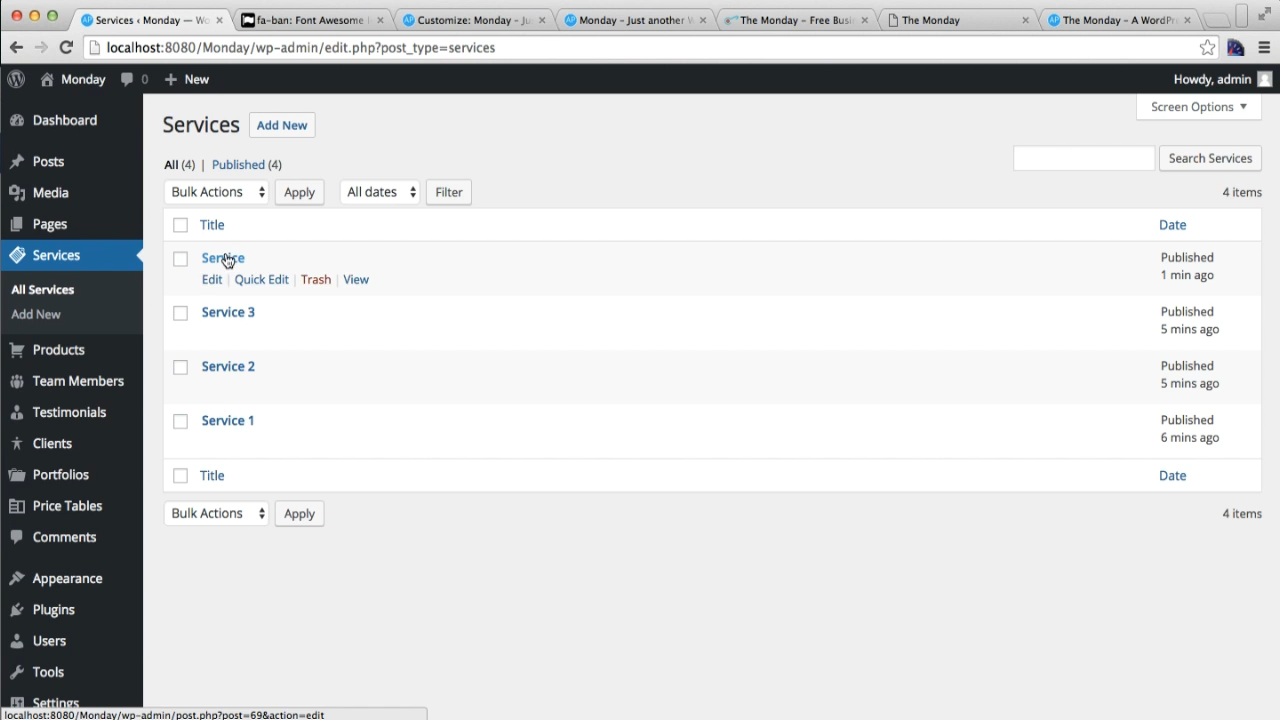 Services ‹ Monday — Wo
fa-ban: Font Awesome
Customize: Monday – Ju
Monday – Just another W
The Monday – Free Busi
The Monday
The Monday – A WordPr
localhost:8080/Monday/wp-admin/edit.php?post_type=services
Monday 0 + New Howdy, admin
Screen Options
Dashboard
Posts
Media
Pages
Services
All Services
Add New
Products
Team Members
Testimonials
Clients
Portfolios
Price Tables
Comments
Appearance
Plugins
Users
Tools
Settings
Services Add New
All (4) | Published (4)
Search Services
Bulk Actions Apply All dates Filter 4 items
Title Date
Service Published
1 min ago
Edit | Quick Edit | Trash | View
Service 3 Published
5 mins ago
Service 2 Published
5 mins ago
Service 1 Published
6 mins ago
Title Date
Bulk Actions Apply 4 items
localhost:8080/Monday/wp-admin/post.php?post=69&action=edit